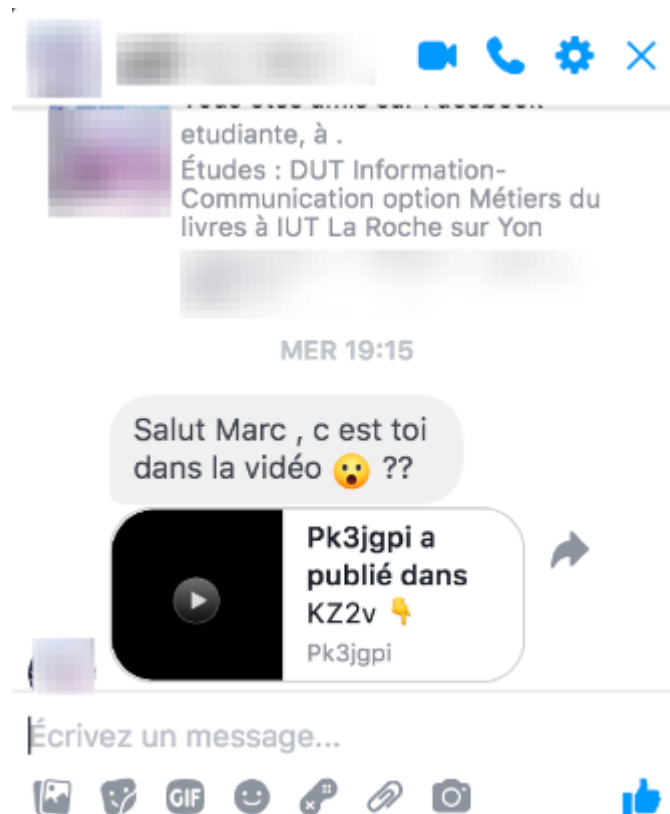 etudiante, à .
Études : DUT Information-
Communication option Métiers du
livres à IUT La Roche sur Yon
MER 19:15
Salut Marc , c est toi
dans la vidéo 😮 ??
Pk3jgpi a
publié dans
KZ2v 👇
Pk3jgpi
Écrivez un message...
GIF